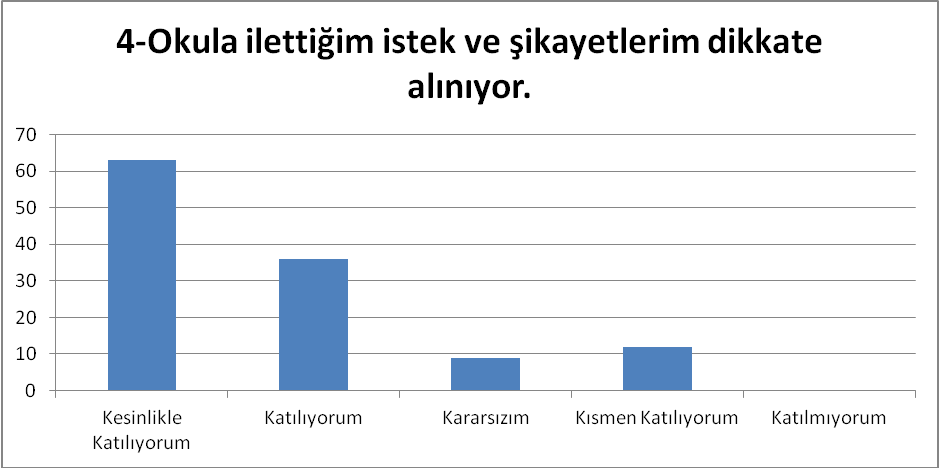 4-Okula ilettiğim istek ve şikayetlerim dikkate
alınıyor.
70
60
50
40
30
20
10
0
Kesinlikle
Katılıyorum
Katılıyorum
Kararsızım
Kısmen Katılıyorum
Katılmıyorum